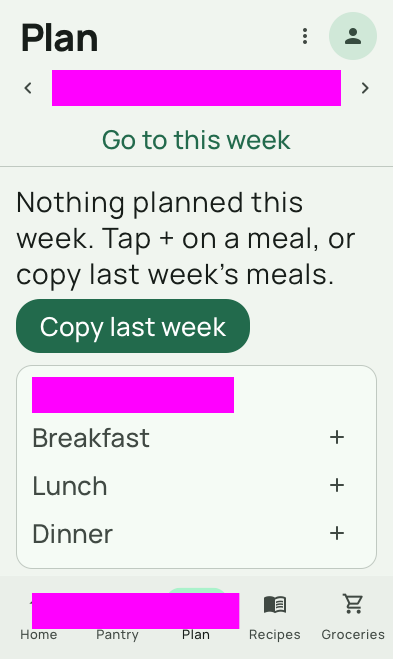 Plan
Go to this week
Nothing planned this
week. Tap + on a meal, or
copy last week's meals.
Copy last week
Breakfast
Lunch
Dinner
Home
Pantry
Plan
Recipes
Groceries